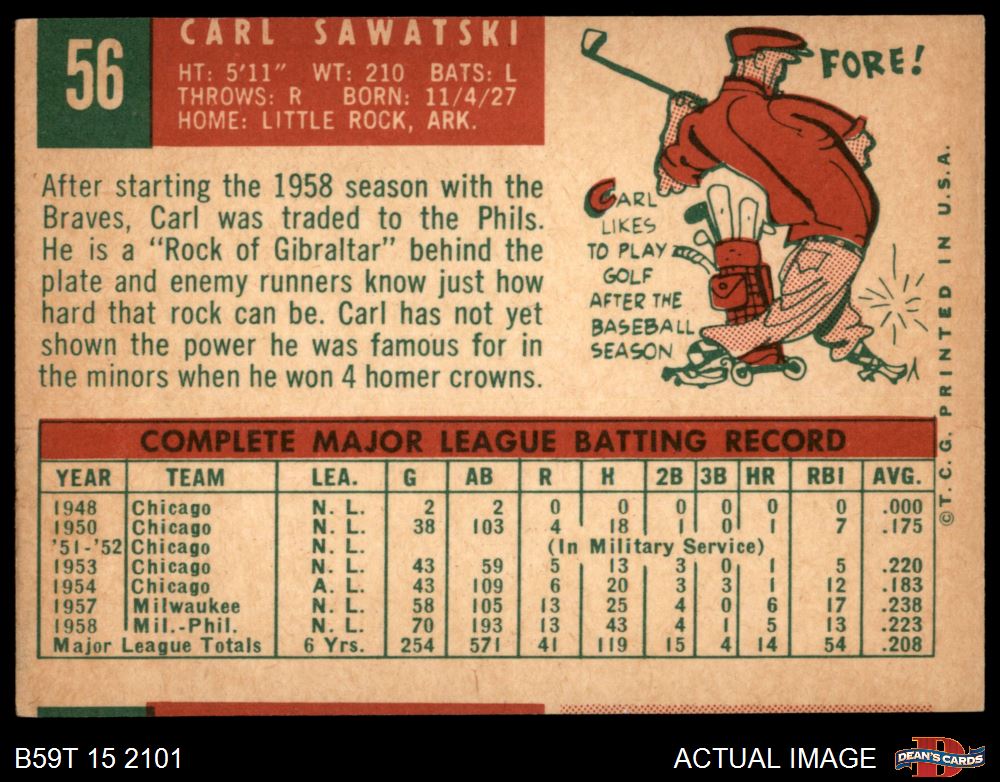 56
CARL SAWATSKI
HT: 5'11" WT: 210 BATS: L
THROWS: R BORN: 11/4/27
HOME: LITTLE ROCK, ARK.
After starting the 1958 season with the
Braves, Carl was traded to the Phils.
He is a "Rock of Gibraltar" behind the
plate and enemy runners know just how
hard that rock can be. Carl has not yet
shown the power he was famous for in
the minors when he won 4 homer crowns.
FORE!
CARL
LIKES
TO PLAY
GOLF
AFTER THE
BASEBALL
SEASON
©T.C.G. PRINTED IN U.S.A.
COMPLETE MAJOR LEAGUE BATTING RECORD
YEAR TEAM LEA. G AB R H 2B 3B HR RBI AVG.
1948 Chicago N. L. 2 2 0 0 0 0 0 0 .000
1950 Chicago N. L. 38 103 4 18 1 0 1 7 .175
'51-'52 Chicago N. L. (In Military Service)
1953 Chicago N. L. 43 59 5 13 3 0 1 5 .220
1954 Chicago A. L. 43 109 6 20 3 3 1 12 .183
1957 Milwaukee N. L. 58 105 13 25 4 0 6 17 .238
1958 Mil.-Phil. N. L. 70 193 13 43 4 1 5 13 .223
Major League Totals 6 Yrs. 254 571 41 119 15 4 14 54 .208
B59T 15 2101
ACTUAL IMAGE
D
DEAN'S CARDS